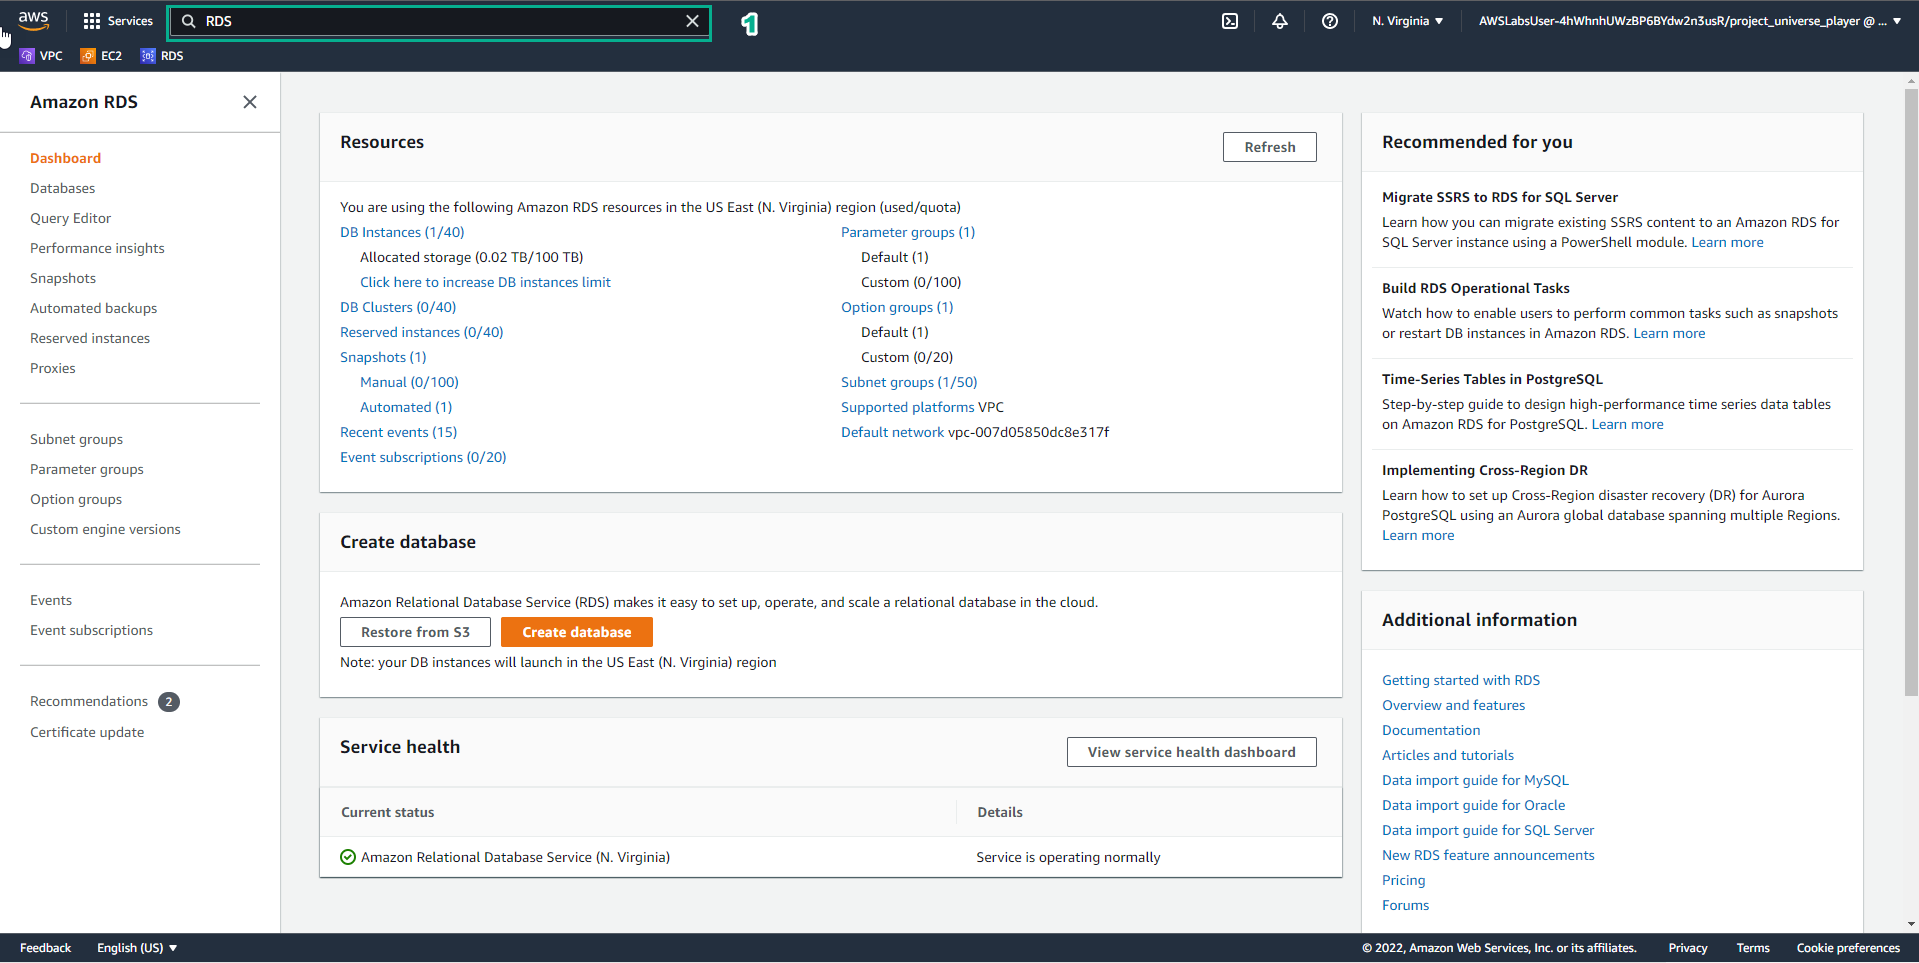 aws
Services
RDS
1
N. Virginia ▼
AWSLabsUser-4hWhnhUWzBP6BYdw2n3usR/project_universe_player @ ... ▼
VPC
EC2
RDS
Amazon RDS
Dashboard
Databases
Query Editor
Performance insights
Snapshots
Automated backups
Reserved instances
Proxies
Subnet groups
Parameter groups
Option groups
Custom engine versions
Events
Event subscriptions
Recommendations 2
Certificate update
Resources
Refresh
You are using the following Amazon RDS resources in the US East (N. Virginia) region (used/quota)
DB Instances (1/40)
Allocated storage (0.02 TB/100 TB)
Click here to increase DB instances limit
DB Clusters (0/40)
Reserved instances (0/40)
Snapshots (1)
Manual (0/100)
Automated (1)
Recent events (15)
Event subscriptions (0/20)
Parameter groups (1)
Default (1)
Custom (0/100)
Option groups (1)
Default (1)
Custom (0/20)
Subnet groups (1/50)
Supported platforms VPC
Default network vpc-007d05850dc8e317f
Create database
Amazon Relational Database Service (RDS) makes it easy to set up, operate, and scale a relational database in the cloud.
Restore from S3
Create database
Note: your DB instances will launch in the US East (N. Virginia) region
Service health
View service health dashboard
Current status
Details
Amazon Relational Database Service (N. Virginia)
Service is operating normally
Recommended for you
Migrate SSRS to RDS for SQL Server
Learn how you can migrate existing SSRS content to an Amazon RDS for
SQL Server instance using a PowerShell module. Learn more
Build RDS Operational Tasks
Watch how to enable users to perform common tasks such as snapshots
or restart DB instances in Amazon RDS. Learn more
Time-Series Tables in PostgreSQL
Step-by-step guide to design high-performance time series data tables
on Amazon RDS for PostgreSQL. Learn more
Implementing Cross-Region DR
Learn how to set up Cross-Region disaster recovery (DR) for Aurora
PostgreSQL using an Aurora global database spanning multiple Regions.
Learn more
Additional information
Getting started with RDS
Overview and features
Documentation
Articles and tutorials
Data import guide for MySQL
Data import guide for Oracle
Data import guide for SQL Server
New RDS feature announcements
Pricing
Forums
Feedback
English (US) ▼
© 2022, Amazon Web Services, Inc. or its affiliates.
Privacy
Terms
Cookie preferences